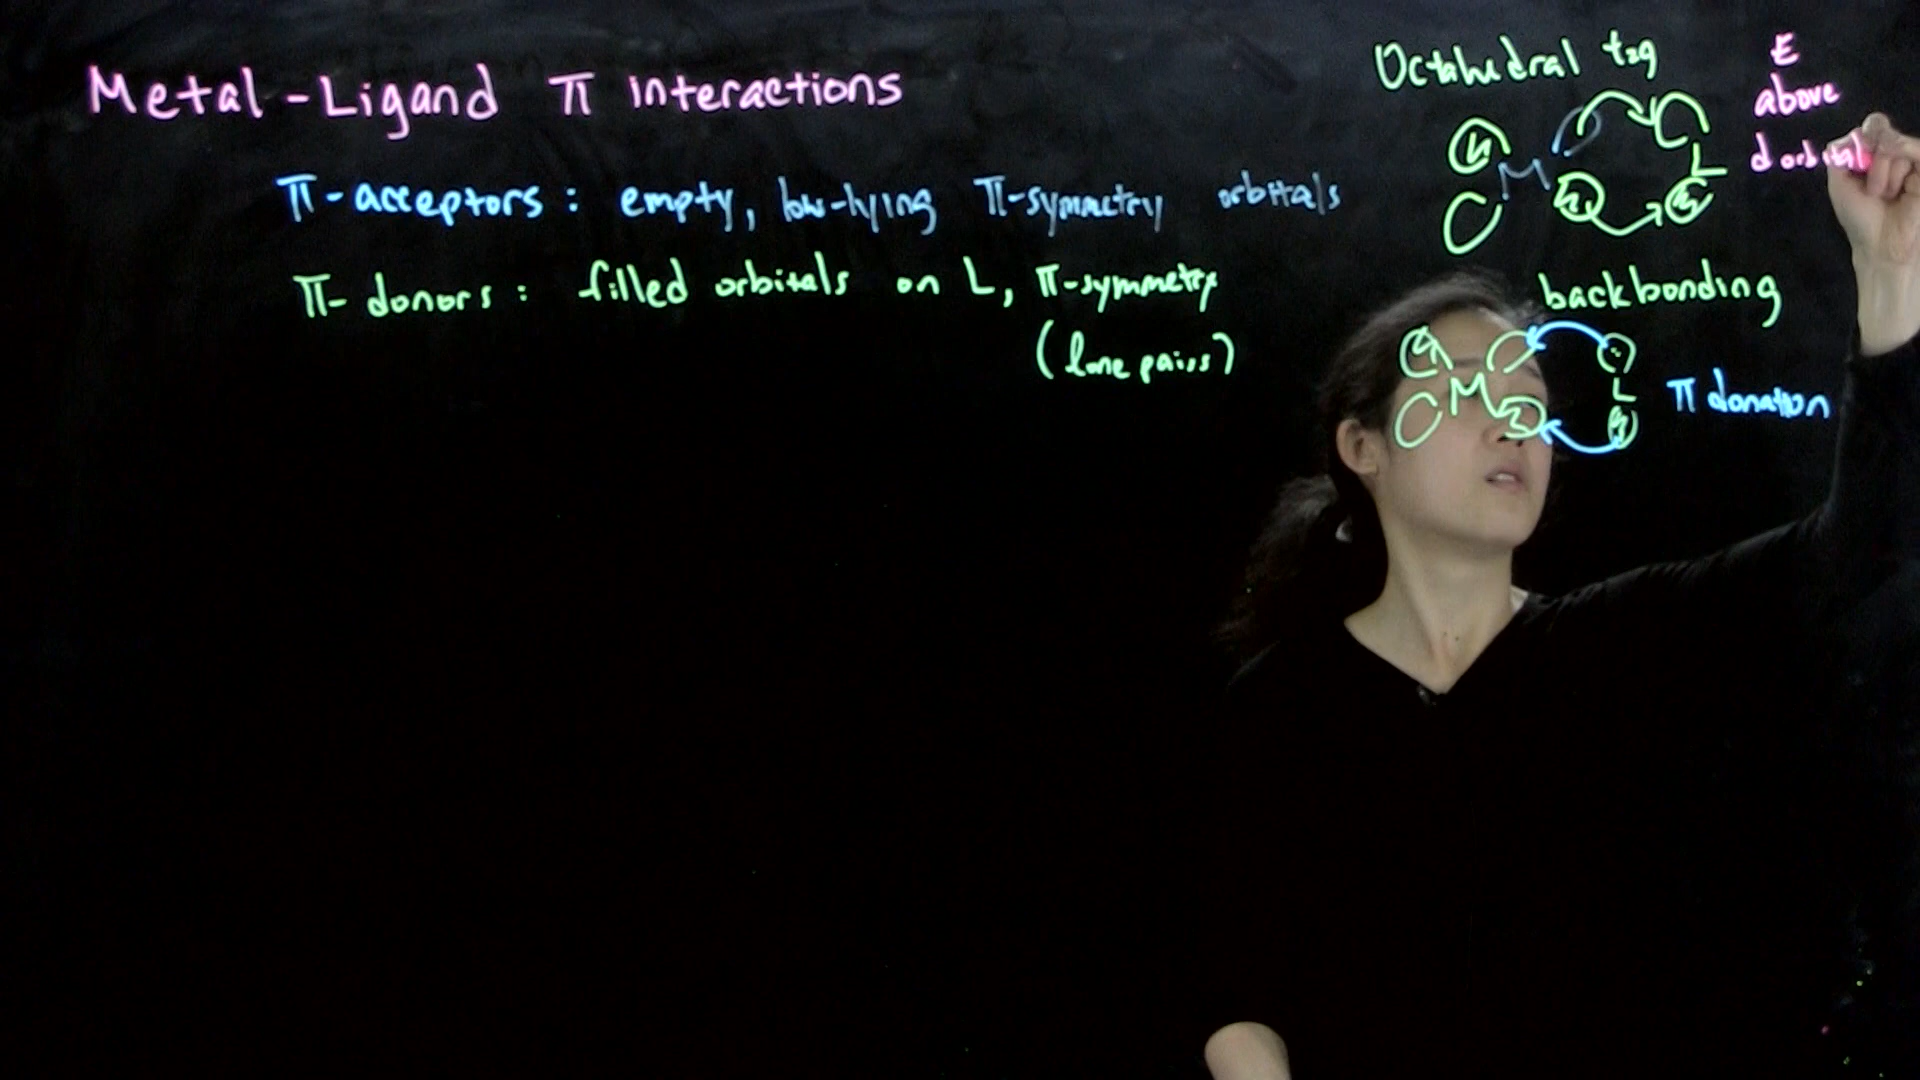 Metal-Ligand π interactions
π-acceptors: empty, low-lying π-symmetry orbitals
π-donors: filled orbitals on L, π-symmetry
(lone pairs)
Octahedral t2g
M L
E
above
d orbital
backbonding
M L
π donation